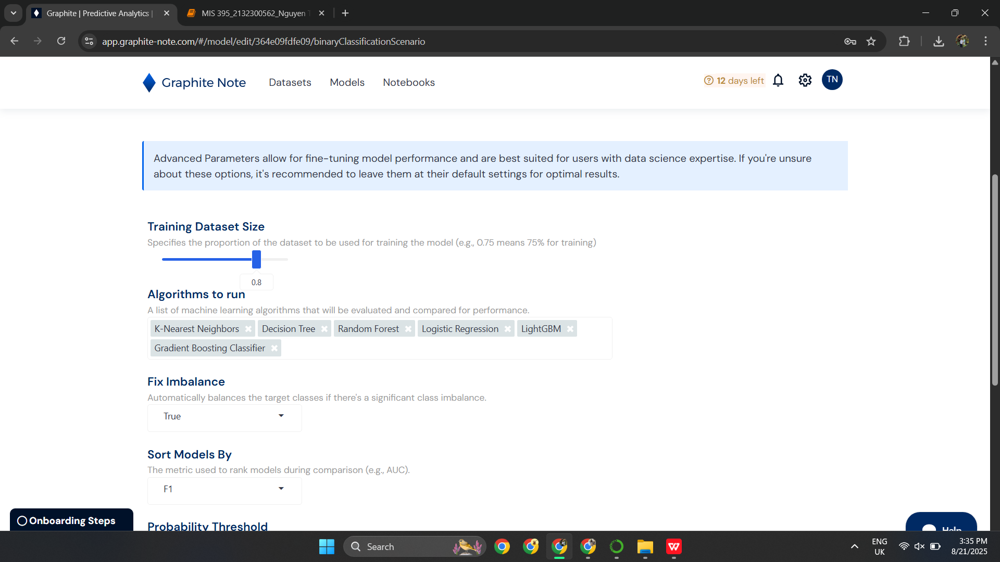 Graphite | Predictive Analytics |
MIS 395_2132300562_Nguyen T
app.graphite-note.com/#/model/edit/364e09fdfe09/binaryClassificationScenario
Graphite Note
Datasets
Models
Notebooks
12 days left
TN
Advanced Parameters allow for fine-tuning model performance and are best suited for users with data science expertise. If you're unsure
about these options, it's recommended to leave them at their default settings for optimal results.
Training Dataset Size
Specifies the proportion of the dataset to be used for training the model (e.g., 0.75 means 75% for training)
0.8
Algorithms to run
A list of machine learning algorithms that will be evaluated and compared for performance.
K-Nearest Neighbors
Decision Tree
Random Forest
Logistic Regression
LightGBM
Gradient Boosting Classifier
Fix Imbalance
Automatically balances the target classes if there's a significant class imbalance.
True
Sort Models By
The metric used to rank models during comparison (e.g., AUC).
F1
Onboarding Steps
Probability Threshold
Help
Search
ENG
UK
3:35 PM
8/21/2025